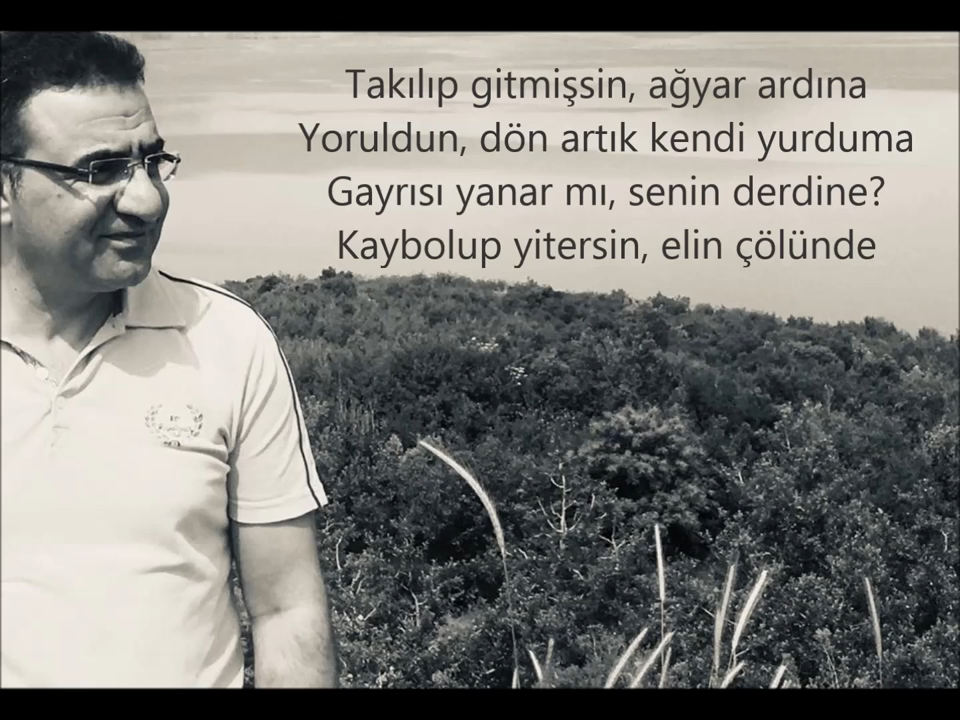 Takılıp gitmişsin, ağyar ardına
Yoruldun, dön artık kendi yurduma
Gayrısı yanar mı, senin derdine?
Kaybolup yitersin, elin çölünde